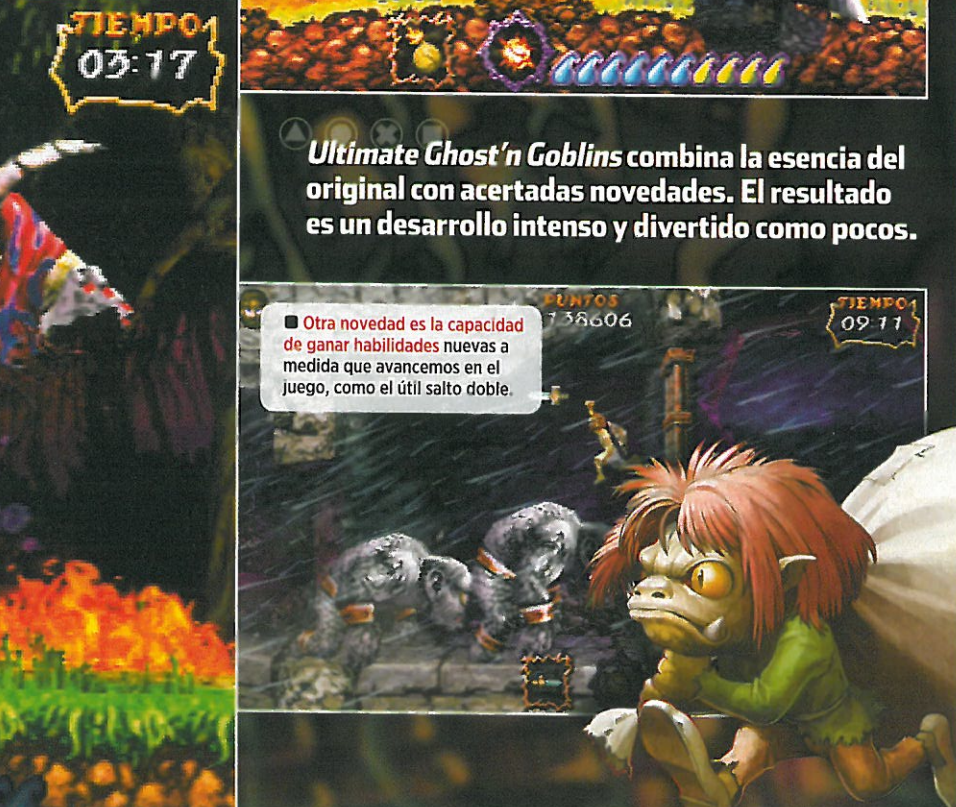 TIEMPO
03:17
Ultimate Ghost'n Goblins combina la esencia del
original con acertadas novedades. El resultado
es un desarrollo intenso y divertido como pocos.
PUNTOS
138606
TIEMPO
09:11
■ Otra novedad es la capacidad
de ganar habilidades nuevas a
medida que avancemos en el
juego, como el útil salto doble.